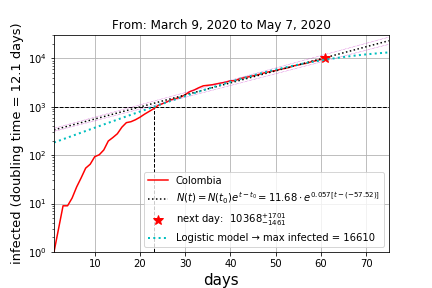 From: March 9, 2020 to May 7, 2020
infected (doubling time = 12.1 days)
10⁴
10³
10²
10¹
10⁰
Colombia
N(t) = N(t₀)e^{t−t₀} = 11.68 · e^{0.057[t−(−57.52)]}
next day: 10368^{+1701}_{−1461}
Logistic model → max infected = 16610
10 20 30 40 50 60 70
days